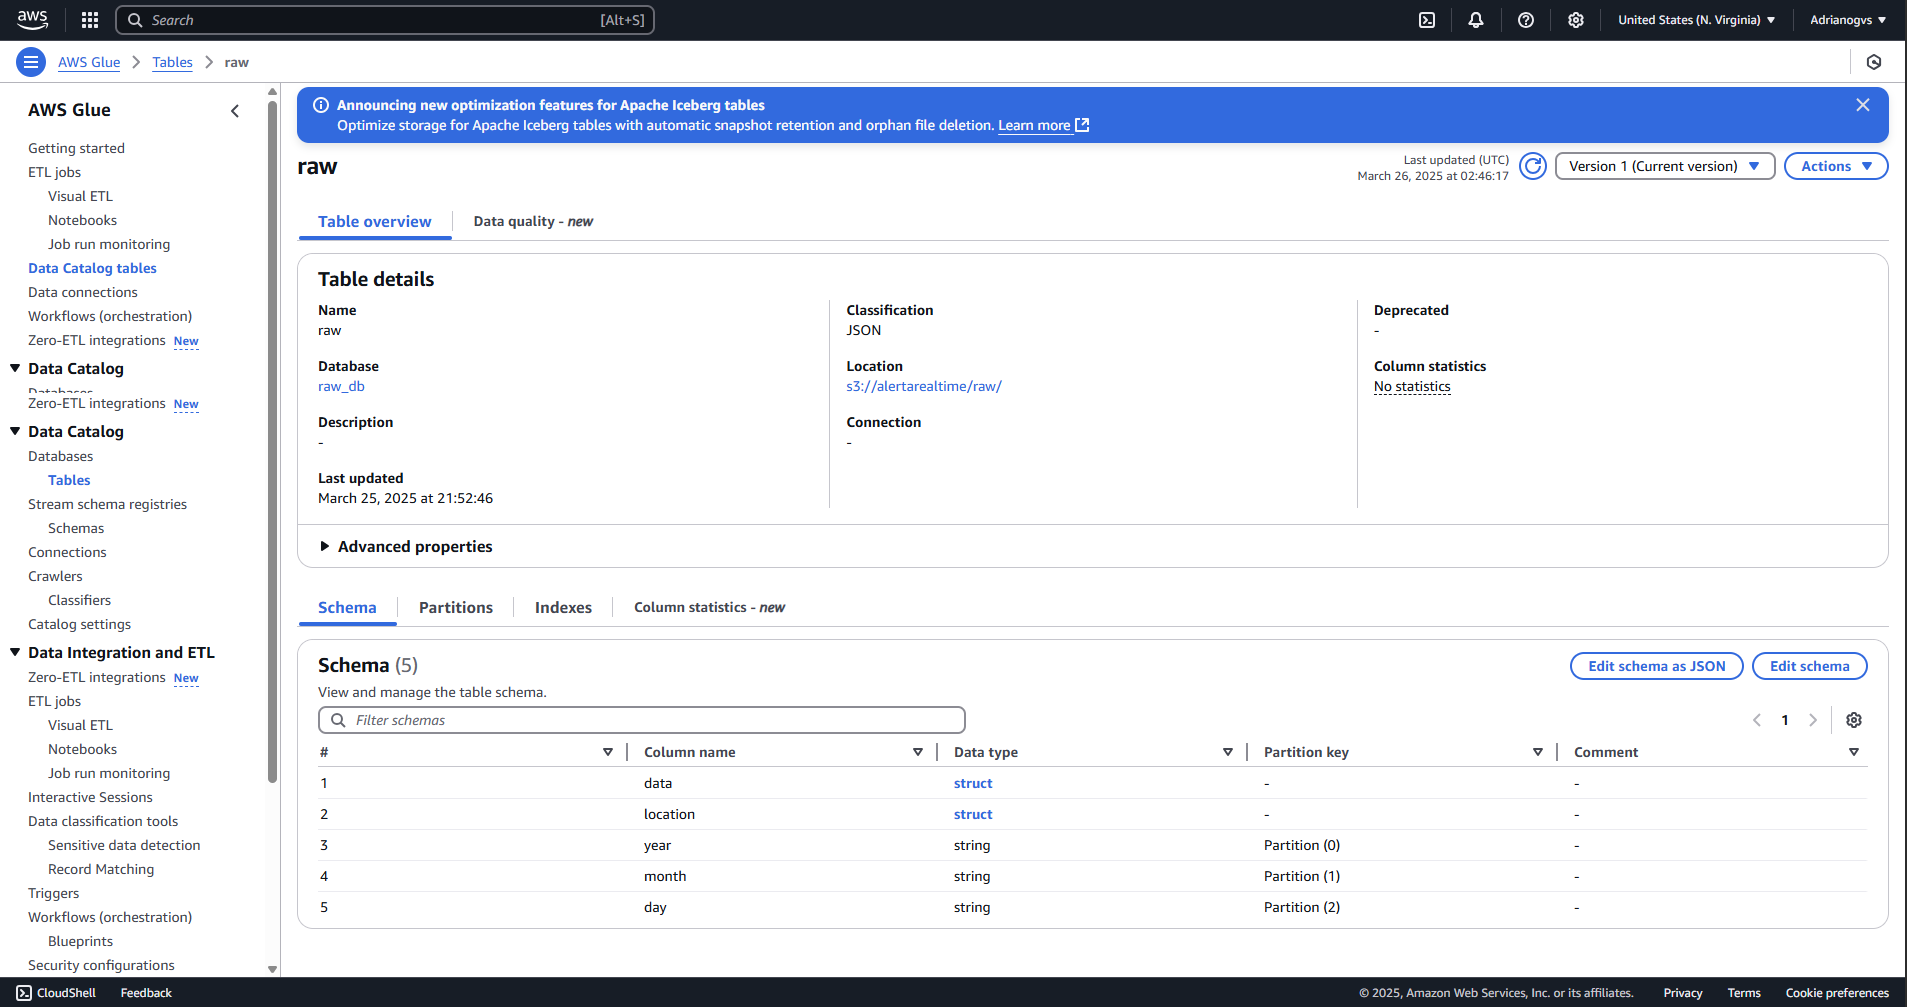 aws
Search [Alt+S]
United States (N. Virginia)
Adrianogvs
AWS Glue
Tables
raw
AWS Glue
Getting started
ETL jobs
Visual ETL
Notebooks
Job run monitoring
Data Catalog tables
Data connections
Workflows (orchestration)
Zero-ETL integrations New
Data Catalog
Databases
Zero-ETL integrations New
Data Catalog
Databases
Tables
Stream schema registries
Schemas
Connections
Crawlers
Classifiers
Catalog settings
Data Integration and ETL
Zero-ETL integrations New
ETL jobs
Visual ETL
Notebooks
Job run monitoring
Interactive Sessions
Data classification tools
Sensitive data detection
Record Matching
Triggers
Workflows (orchestration)
Blueprints
Security configurations
Announcing new optimization features for Apache Iceberg tables
Optimize storage for Apache Iceberg tables with automatic snapshot retention and orphan file deletion. Learn more
raw
Last updated (UTC)
March 26, 2025 at 02:46:17
Version 1 (Current version)
Actions
Table overview
Data quality - new
Table details
Name
raw
Database
raw_db
Description
-
Last updated
March 25, 2025 at 21:52:46
Classification
JSON
Location
s3://alertarealtime/raw/
Connection
-
Deprecated
-
Column statistics
No statistics
Advanced properties
Schema
Partitions
Indexes
Column statistics - new
Schema (5)
View and manage the table schema.
Edit schema as JSON
Edit schema
Filter schemas
1
# Column name Data type Partition key Comment
1 data struct - -
2 location struct - -
3 year string Partition (0) -
4 month string Partition (1) -
5 day string Partition (2) -
CloudShell
Feedback
© 2025, Amazon Web Services, Inc. or its affiliates.
Privacy
Terms
Cookie preferences